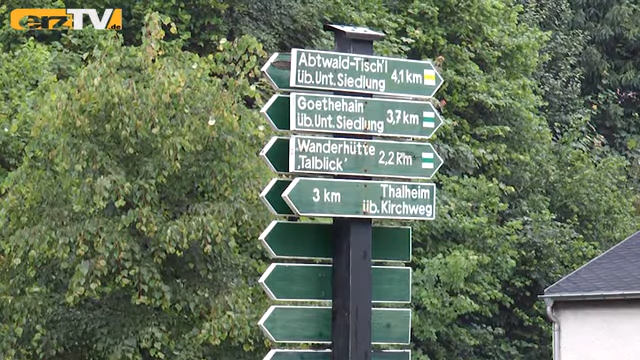 erzTV.de
Abtwald-Tisch'l
üb.Unt.Siedlung 4,1 km
Goethehain
üb.Unt.Siedlung 3,7 km
Wanderhütte
‚Talblick' 2,2 km
3 km Thalheim
üb.Kirchweg